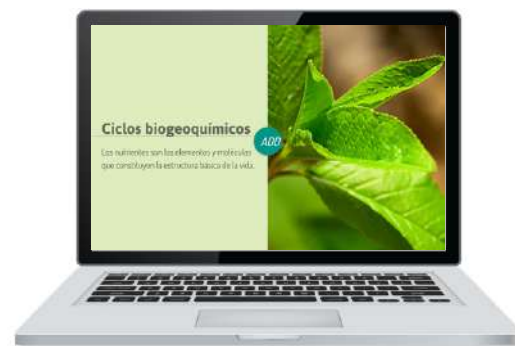 Ciclos biogeoquímicos
Los nutrientes son los elementos y moléculas
que constituyen la estructura básica de la vida.
ADD